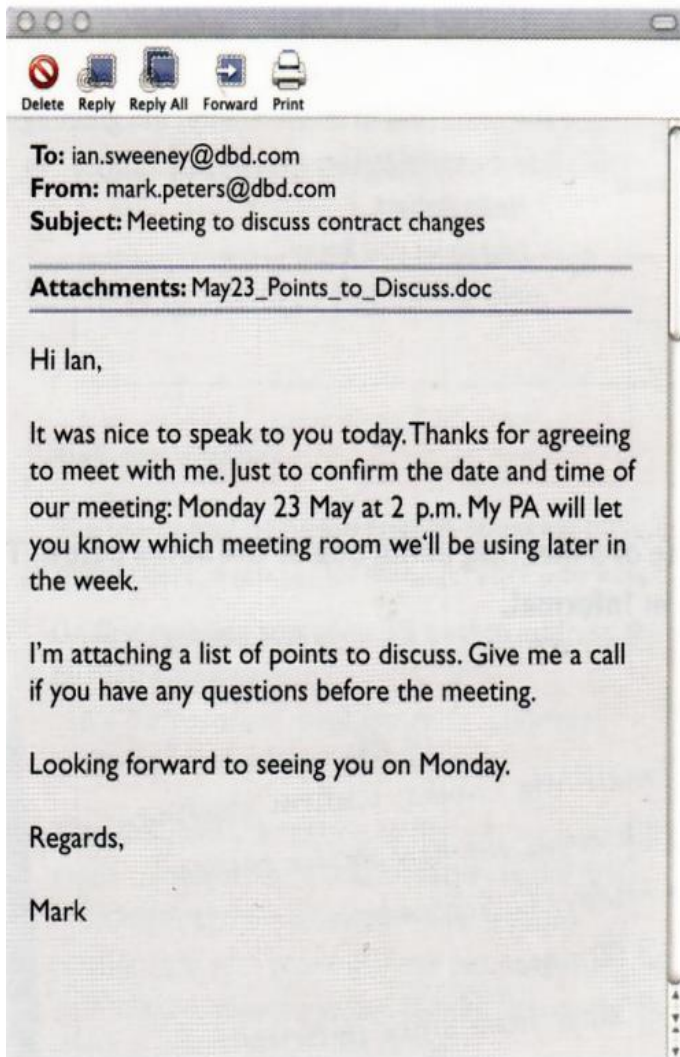 Delete Reply Reply All Forward Print
To: ian.sweeney@dbd.com
From: mark.peters@dbd.com
Subject: Meeting to discuss contract changes
Attachments: May23_Points_to_Discuss.doc
Hi Ian,
It was nice to speak to you today. Thanks for agreeing
to meet with me. Just to confirm the date and time of
our meeting: Monday 23 May at 2 p.m. My PA will let
you know which meeting room we'll be using later in
the week.
I'm attaching a list of points to discuss. Give me a call
if you have any questions before the meeting.
Looking forward to seeing you on Monday.
Regards,
Mark